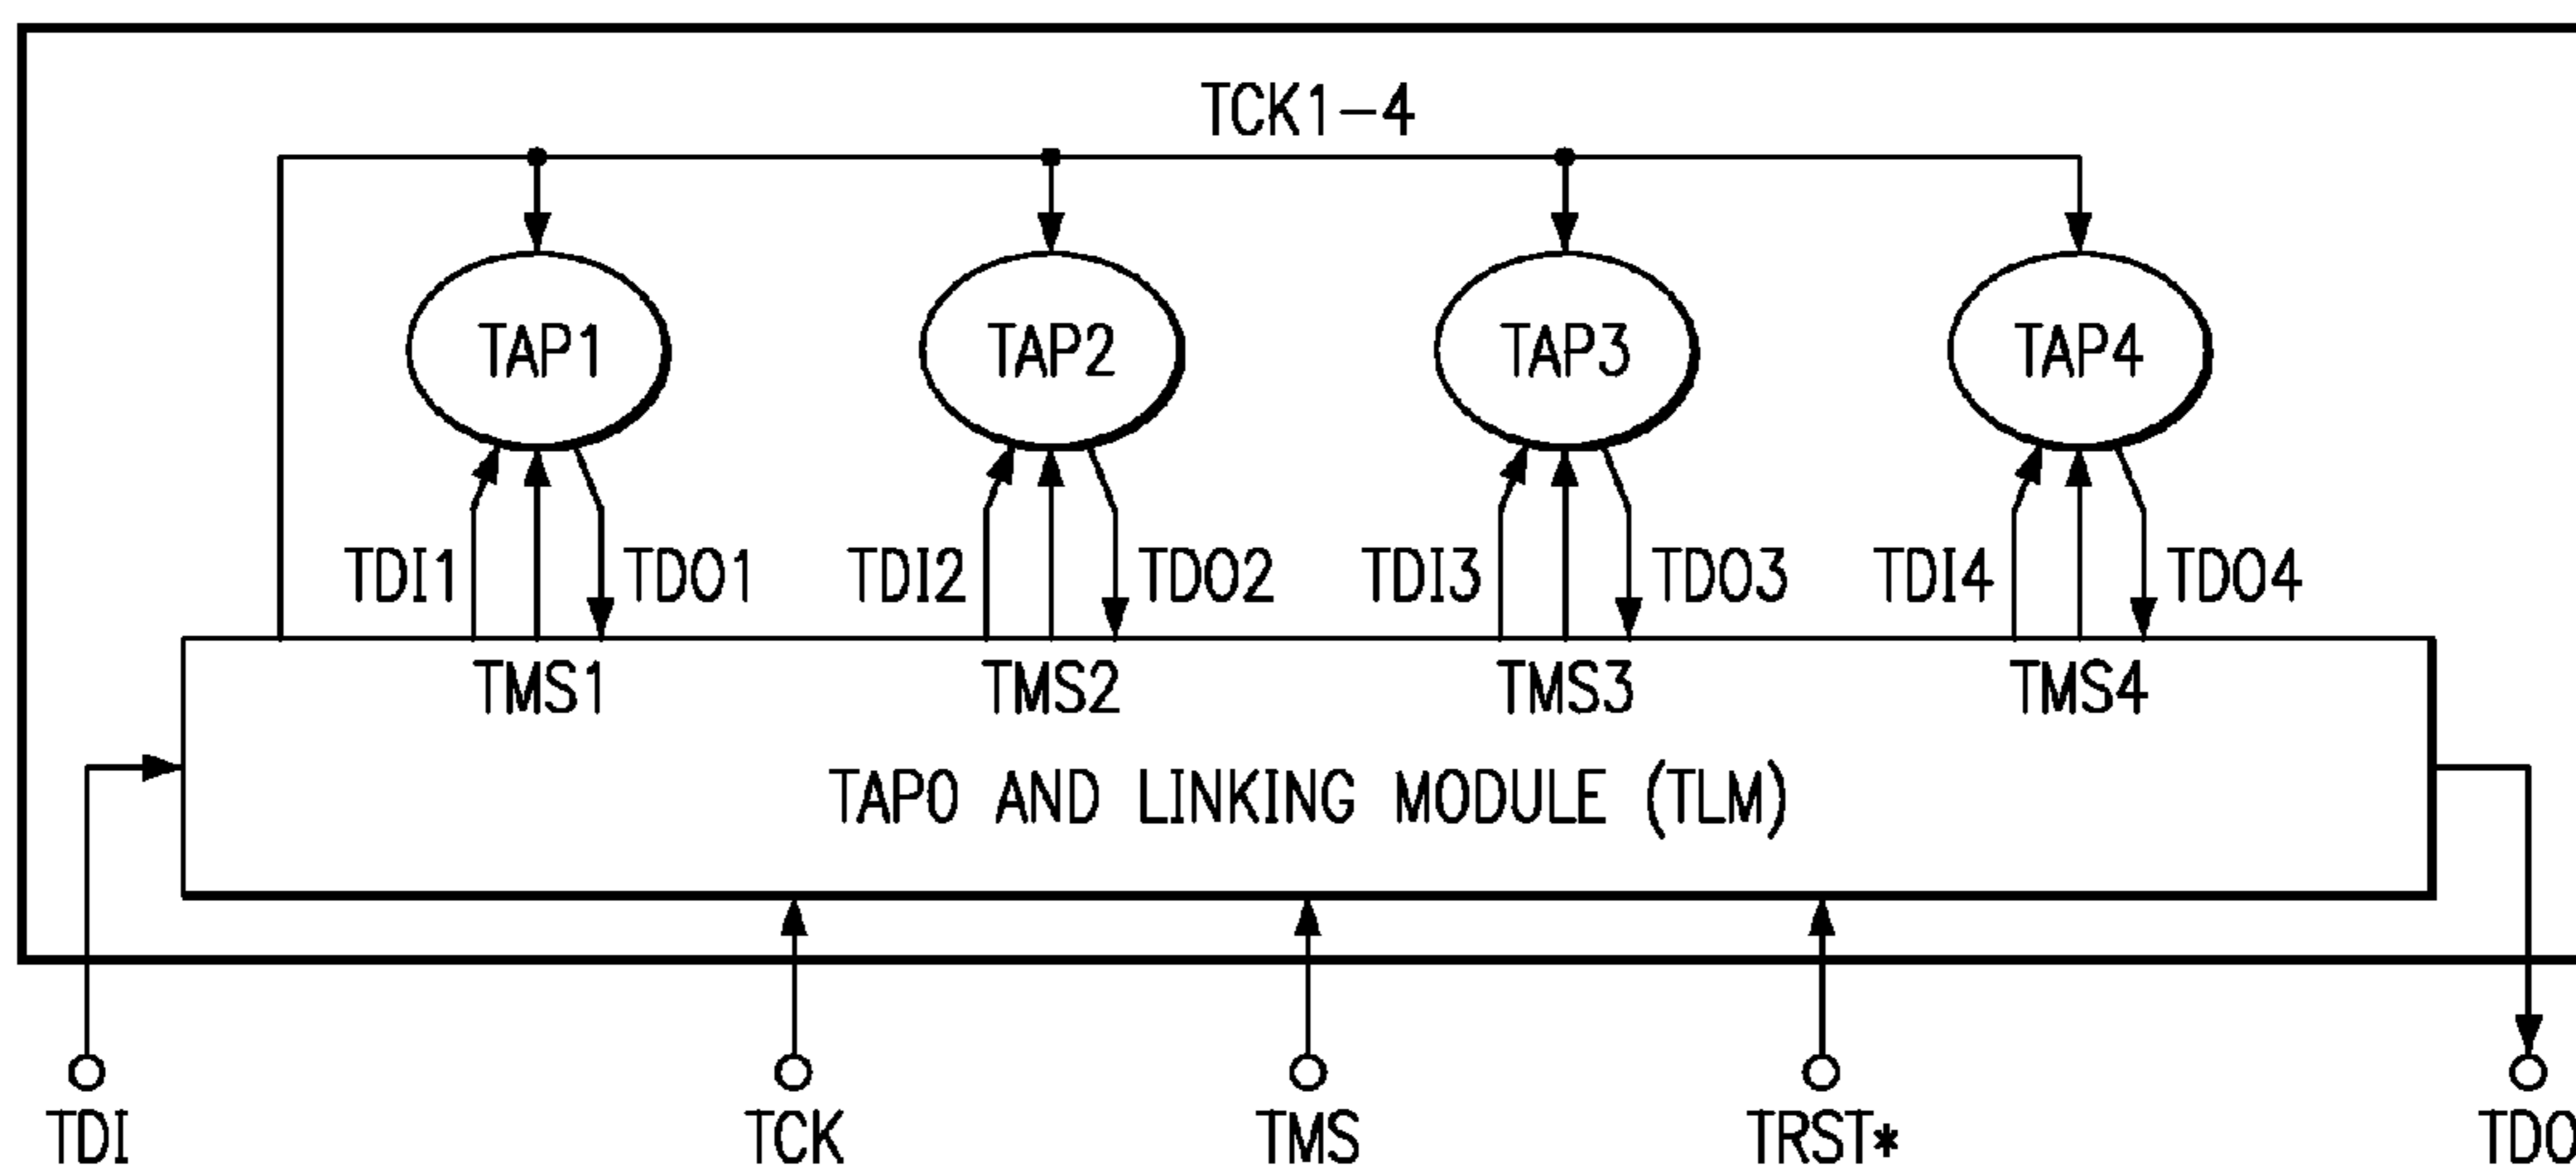 TCK1-4
TAP1 TAP2 TAP3 TAP4
TDI1 TDO1 TDI2 TDO2 TDI3 TDO3 TDI4 TDO4
TMS1 TMS2 TMS3 TMS4
TAP0 AND LINKING MODULE (TLM)
TDI TCK TMS TRST* TDO